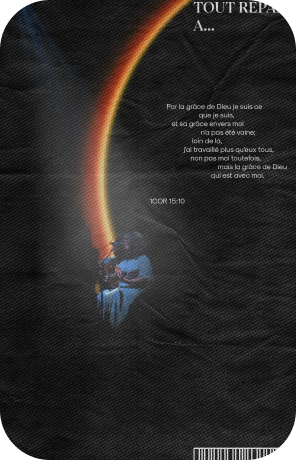 TOUT REPA
A...
Par la grâce de Dieu je suis ce
que je suis,
et sa grâce envers moi
n'a pas été vaine;
loin de là,
j'ai travaillé plus qu'eux tous,
non pas moi toutefois,
mais la grâce de Dieu
qui est avec moi.
1COR 15:10